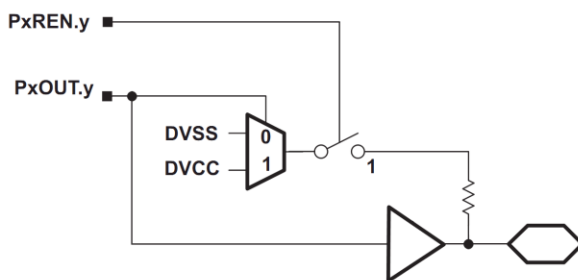 PxREN.y
PxOUT.y
DVSS 0
DVCC 1
1